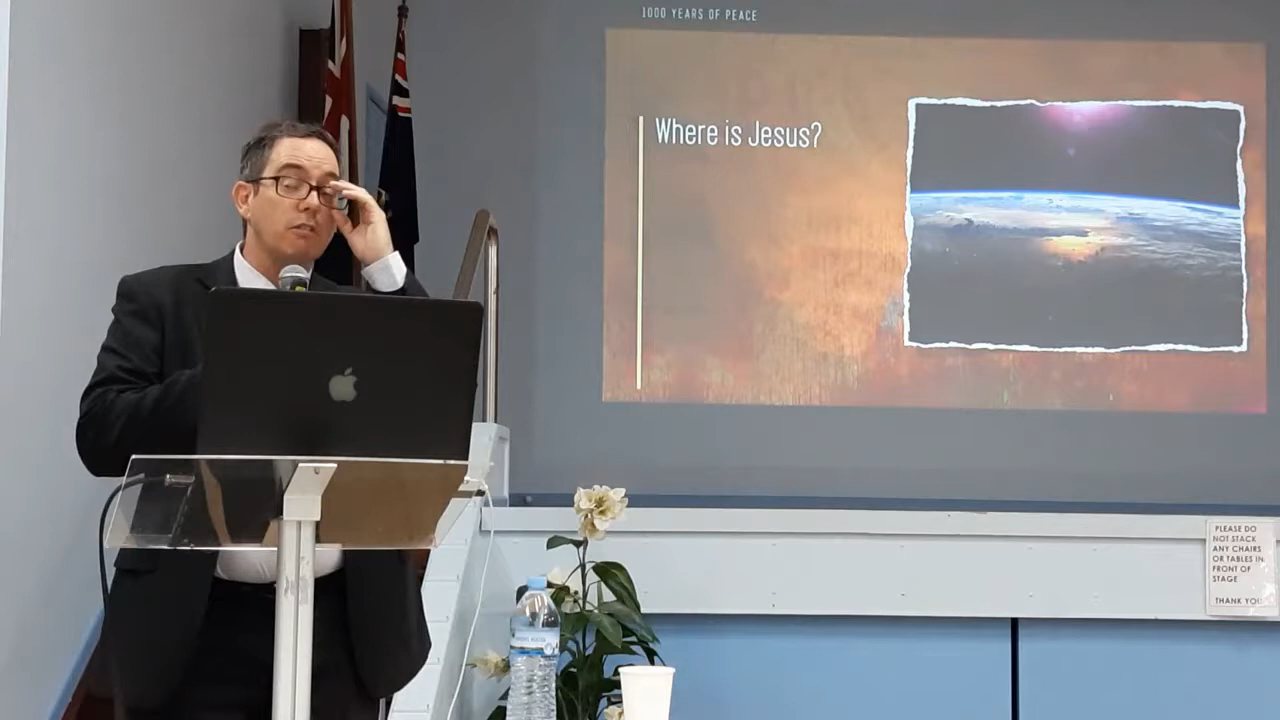 1000 YEARS OF PEACE
Where is Jesus?
PLEASE DO
NOT STACK
ANY CHAIRS
OR TABLES IN
FRONT OF
STAGE
THANK YOU